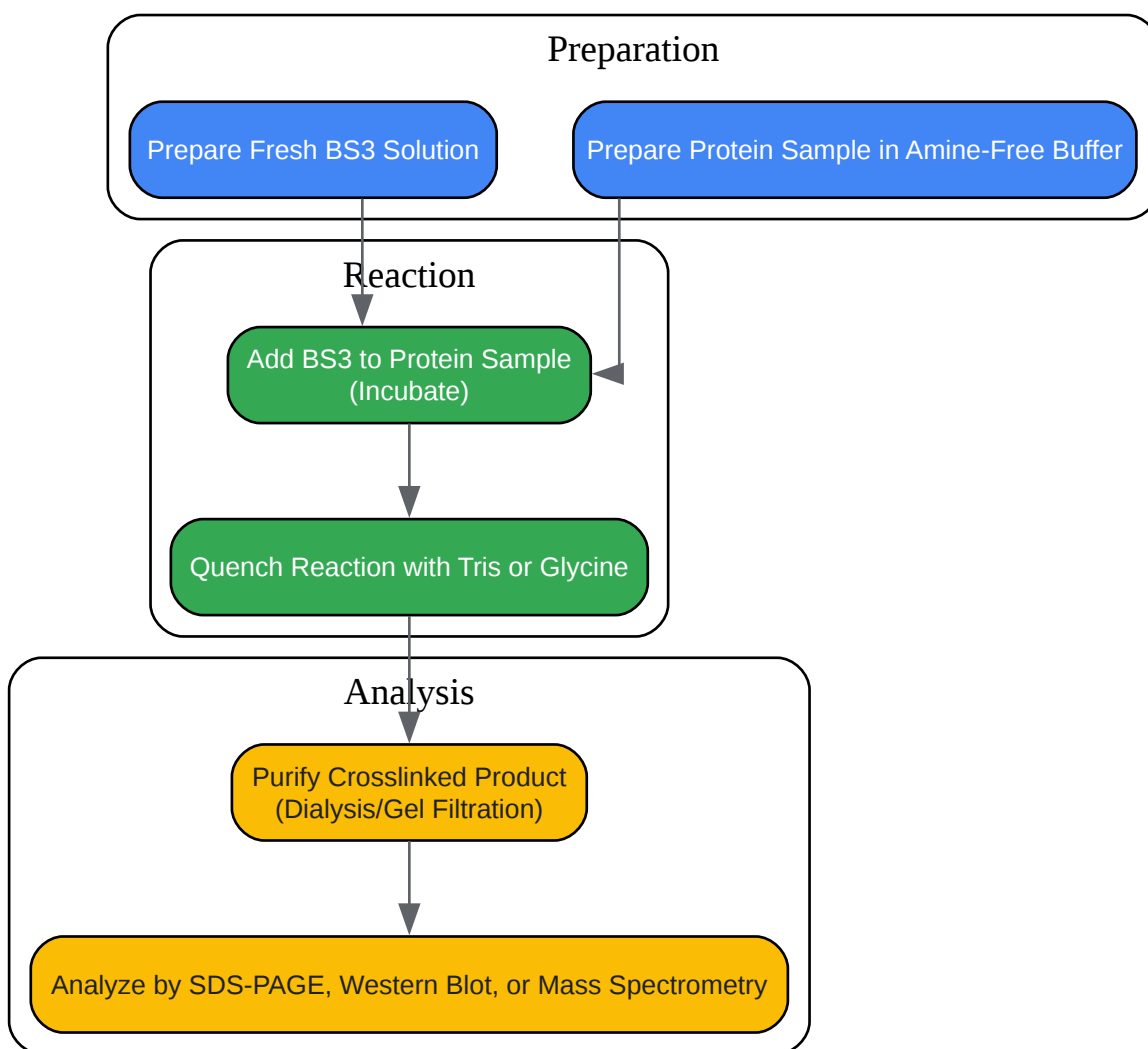 Preparation
Prepare Fresh BS3 Solution
Prepare Protein Sample in Amine-Free Buffer
Reaction
Add BS3 to Protein Sample
(Incubate)
Quench Reaction with Tris or Glycine
Analysis
Purify Crosslinked Product
(Dialysis/Gel Filtration)
Analyze by SDS-PAGE, Western Blot, or Mass Spectrometry